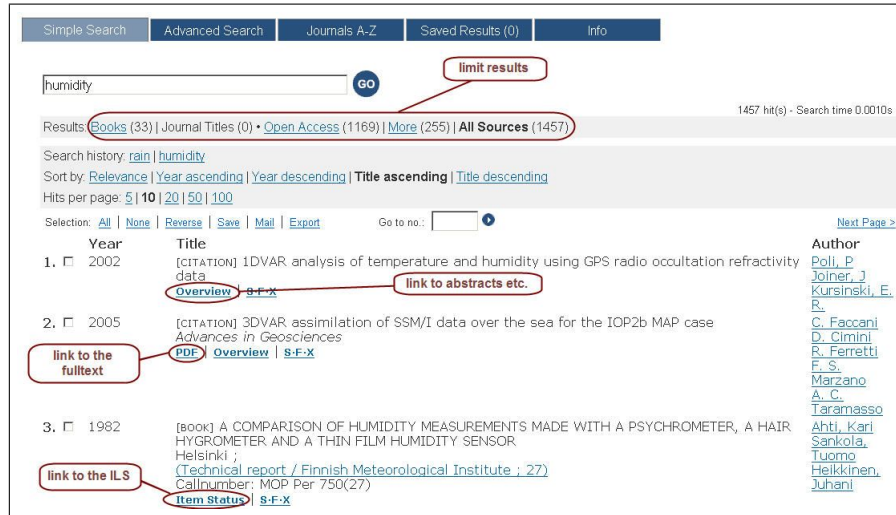 Simple Search Advanced Search Journals A-Z Saved Results (0) Info
limit results
humidity GO
1457 hit(s) - Search time 0.0010s
Results: Books (33) | Journal Titles (0) • Open Access (1169) | More (255) | All Sources (1457)
Search history: rain | humidity
Sort by: Relevance | Year ascending | Year descending | Title ascending | Title descending
Hits per page: 5 | 10 | 20 | 50 | 100
Selection: All | None | Reverse | Save | Mail | Export Go to no.: Next Page >
Year Title Author
1. 2002 [CITATION] 1DVAR analysis of temperature and humidity using GPS radio occultation refractivity Poli, P
data Joiner, J
Overview | S·F·X link to abstracts etc. Kursinski, E.
R.
2. 2005 [CITATION] 3DVAR assimilation of SSM/I data over the sea for the IOP2b MAP case C. Faccani
Advances in Geosciences D. Cimini
PDF | Overview | S·F·X R. Ferretti
link to the F. S.
fulltext Marzano
A. C.
Taramasso
3. 1982 [BOOK] A COMPARISON OF HUMIDITY MEASUREMENTS MADE WITH A PSYCHROMETER, A HAIR Ahti, Kari
HYGROMETER AND A THIN FILM HUMIDITY SENSOR Sankola,
Helsinki ; Tuomo
(Technical report / Finnish Meteorological Institute ; 27) Heikkinen,
link to the ILS Callnumber: MOP Per 750(27) Juhani
Item Status | S·F·X